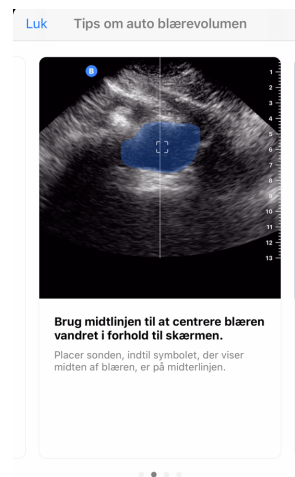 Luk
Tips om auto blærevolumen
B
1
2
3
4
5
6
7
8
9
10
11
12
13
Brug midtlinjen til at centrere blæren
vandret i forhold til skærmen.
Placer sonden, indtil symbolet, der viser
midten af blæren, er på midterlinjen.